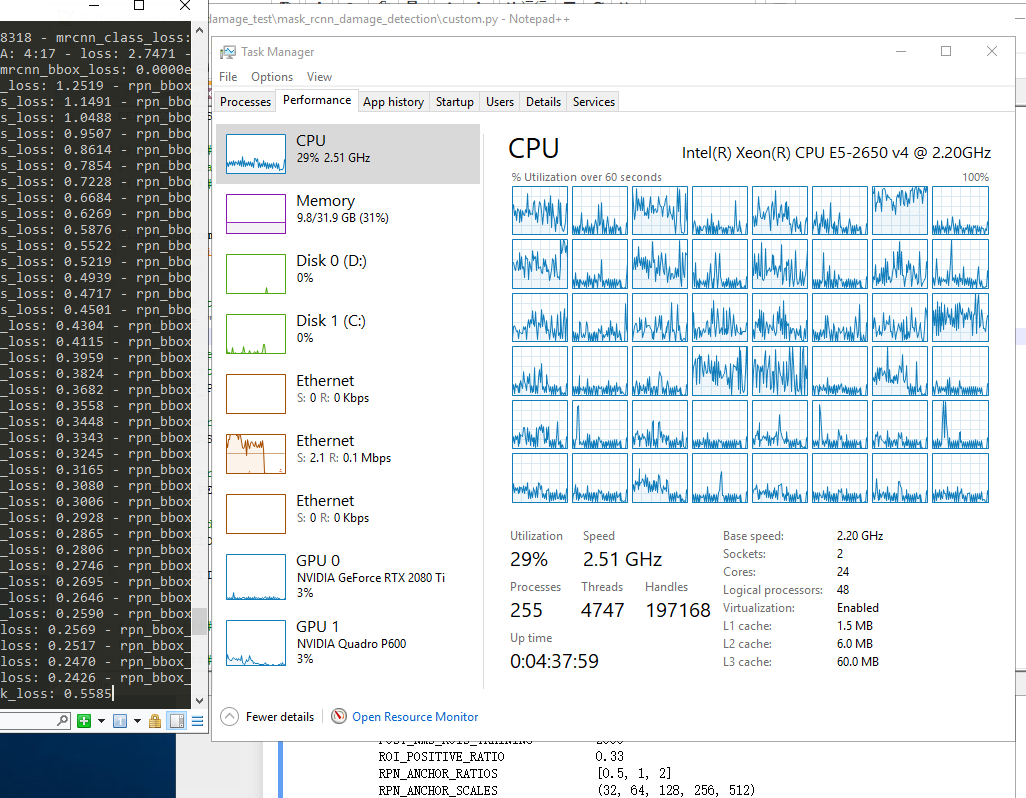 damage_test\mask_rcnn_damage_detection\custom.py - Notepad++
8318 - mrcnn_class_loss:
A: 4:17 - loss: 2.7471 -
mrcnn_bbox_loss: 0.0000e
_loss: 1.2519 - rpn_bbox
s_loss: 1.1491 - rpn_bbo
s_loss: 1.0488 - rpn_bbo
s_loss: 0.9507 - rpn_bbo
s_loss: 0.8614 - rpn_bbo
s_loss: 0.7854 - rpn_bbo
s_loss: 0.7228 - rpn_bbo
s_loss: 0.6684 - rpn_bbo
s_loss: 0.6269 - rpn_bbo
s_loss: 0.5876 - rpn_bbo
s_loss: 0.5522 - rpn_bbo
s_loss: 0.5219 - rpn_bbo
s_loss: 0.4939 - rpn_bbo
s_loss: 0.4717 - rpn_bbo
s_loss: 0.4501 - rpn_bbo
_loss: 0.4304 - rpn_bbox
_loss: 0.4115 - rpn_bbox
_loss: 0.3959 - rpn_bbox
_loss: 0.3824 - rpn_bbox
_loss: 0.3682 - rpn_bbox
_loss: 0.3558 - rpn_bbox
_loss: 0.3448 - rpn_bbox
_loss: 0.3343 - rpn_bbox
_loss: 0.3245 - rpn_bbox
_loss: 0.3165 - rpn_bbox
_loss: 0.3080 - rpn_bbox
_loss: 0.3006 - rpn_bbox
_loss: 0.2928 - rpn_bbox
_loss: 0.2865 - rpn_bbox
_loss: 0.2806 - rpn_bbox
_loss: 0.2746 - rpn_bbox
_loss: 0.2695 - rpn_bbox
_loss: 0.2646 - rpn_bbox
_loss: 0.2590 - rpn_bbox
loss: 0.2569 - rpn_bbox_
loss: 0.2517 - rpn_bbox_
loss: 0.2470 - rpn_bbox_
loss: 0.2426 - rpn_bbox_
k_loss: 0.5585
Task Manager
File Options View
Processes Performance App history Startup Users Details Services
CPU
29% 2.51 GHz
Memory
9.8/31.9 GB (31%)
Disk 0 (D:)
0%
Disk 1 (C:)
0%
Ethernet
S: 0 R: 0 Kbps
Ethernet
S: 2.1 R: 0.1 Mbps
Ethernet
S: 0 R: 0 Kbps
GPU 0
NVIDIA GeForce RTX 2080 Ti
3%
GPU 1
NVIDIA Quadro P600
3%
CPU Intel(R) Xeon(R) CPU E5-2650 v4 @ 2.20GHz
% Utilization over 60 seconds 100%
Utilization Speed
29% 2.51 GHz
Processes Threads Handles
255 4747 197168
Up time
0:04:37:59
Base speed: 2.20 GHz
Sockets: 2
Cores: 24
Logical processors: 48
Virtualization: Enabled
L1 cache: 1.5 MB
L2 cache: 6.0 MB
L3 cache: 60.0 MB
Fewer details Open Resource Monitor
ROI_POSITIVE_RATIO 0.33
RPN_ANCHOR_RATIOS [0.5, 1, 2]
RPN_ANCHOR_SCALES (32, 64, 128, 256, 512)